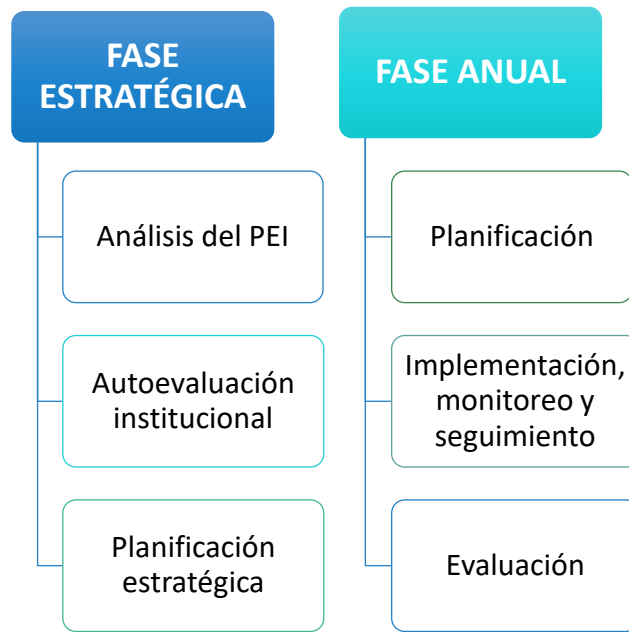 FASE
ESTRATÉGICA
Análisis del PEI
Autoevaluación
institucional
Planificación
estratégica
FASE ANUAL
Planificación
Implementación,
monitoreo y
seguimiento
Evaluación